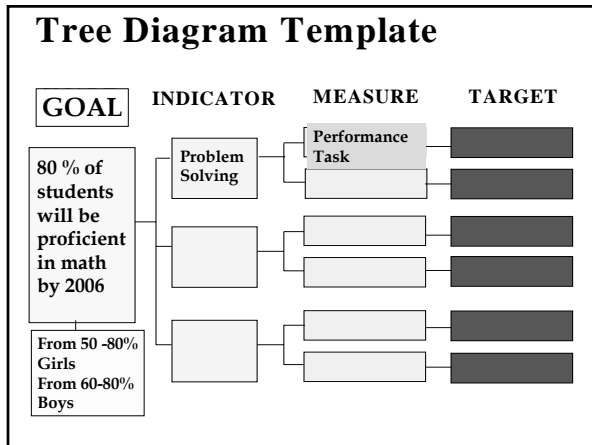 Tree Diagram Template
GOAL
INDICATOR
MEASURE
TARGET
80 % of
students
will be
proficient
in math
by 2006
From 50 -80%
Girls
From 60-80%
Boys
Problem
Solving
Performance
Task